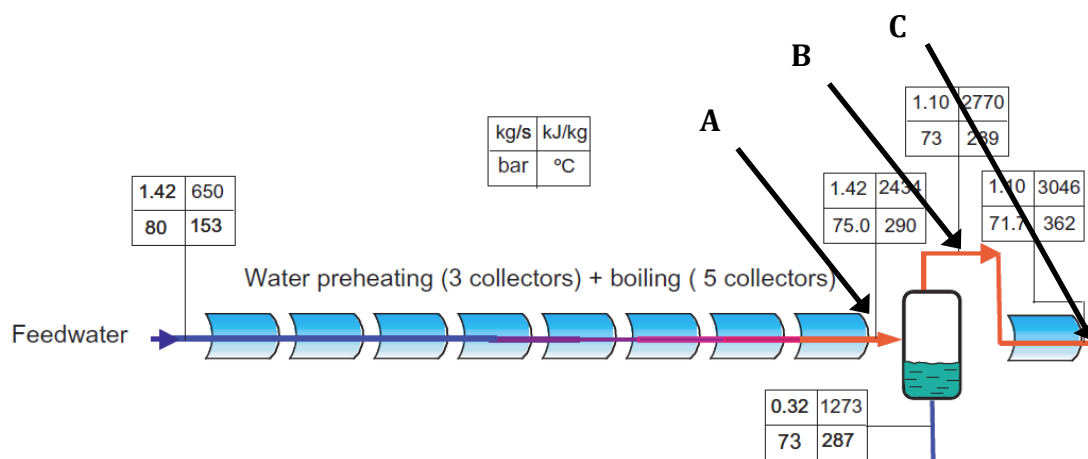 C
B
A
kg/s kJ/kg
bar ºC
1.10 2770
73 289
1.42 650
80 153
1.42 2434
75.0 290
1.10 3046
71.7 362
Water preheating (3 collectors) + boiling ( 5 collectors)
Feedwater
0.32 1273
73 287